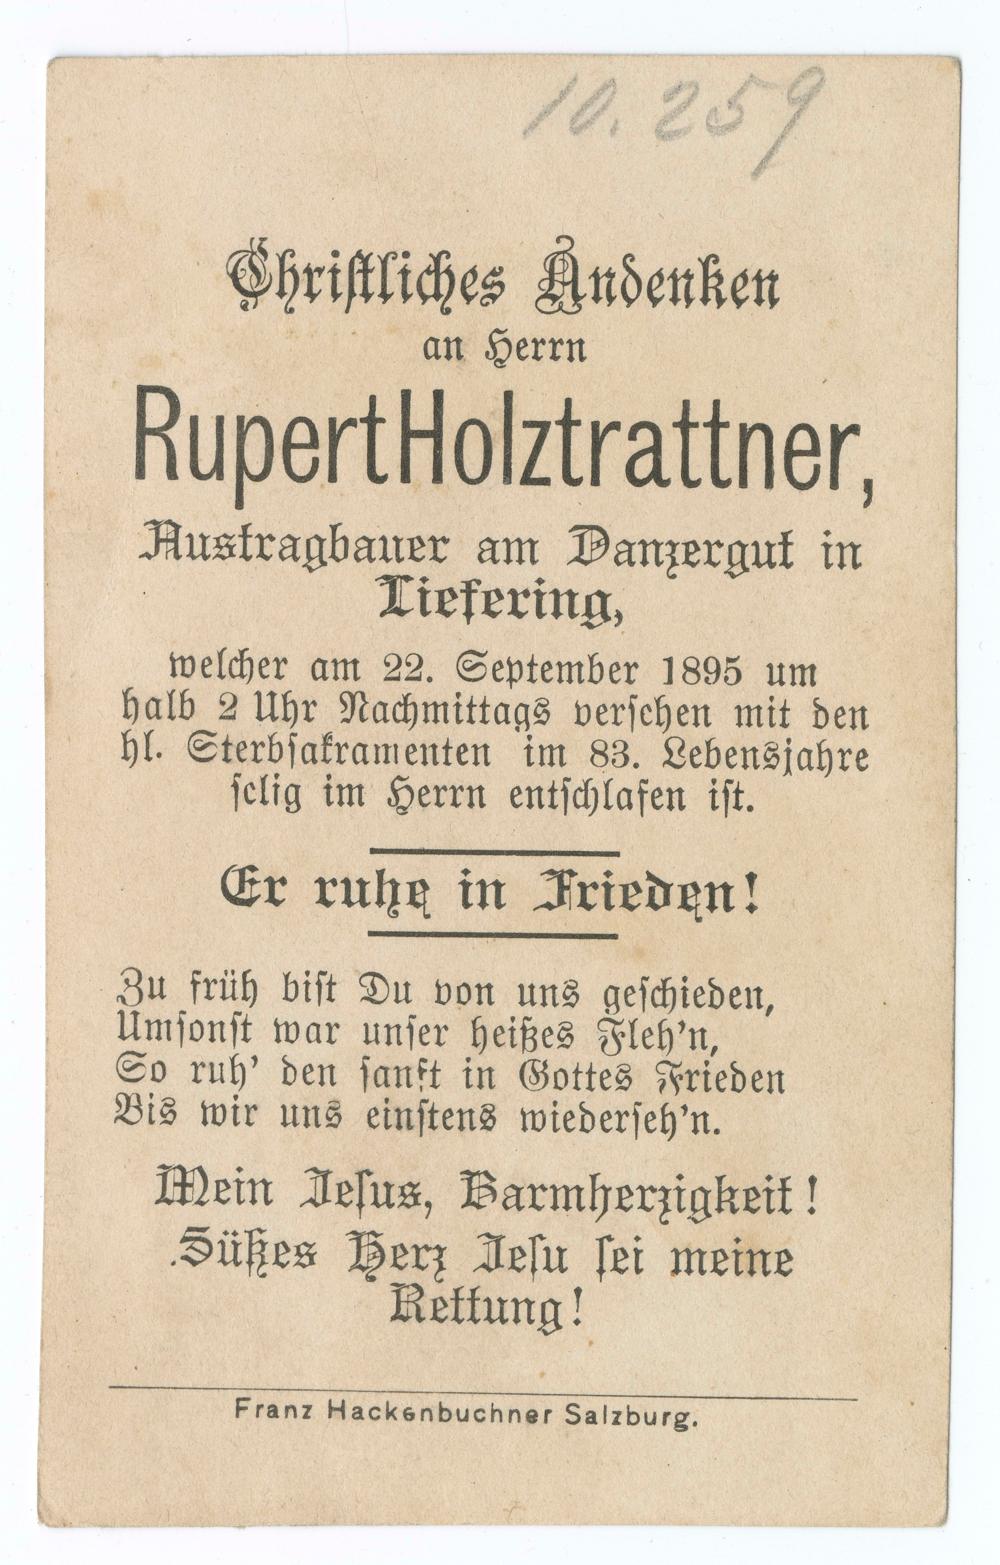 10.259
Christliches Andenken
an Herrn
Rupert Holztrattner,
Austragbauer am Danzergut in
Liefering,
welcher am 22. September 1895 um
halb 2 Uhr Nachmittags versehen mit den
hl. Sterbsakramenten im 83. Lebensjahre
selig im Herrn entschlafen ist.
Er ruhe in Frieden!
Zu früh bist Du von uns geschieden,
Umsonst war unser heißes Fleh'n,
So ruh' den sanft in Gottes Frieden
Bis wir uns einstens wiederseh'n.
Mein Jesus, Barmherzigkeit!
Süßes Herz Jesu sei meine
Rettung!
Franz Hackenbuchner Salzburg.